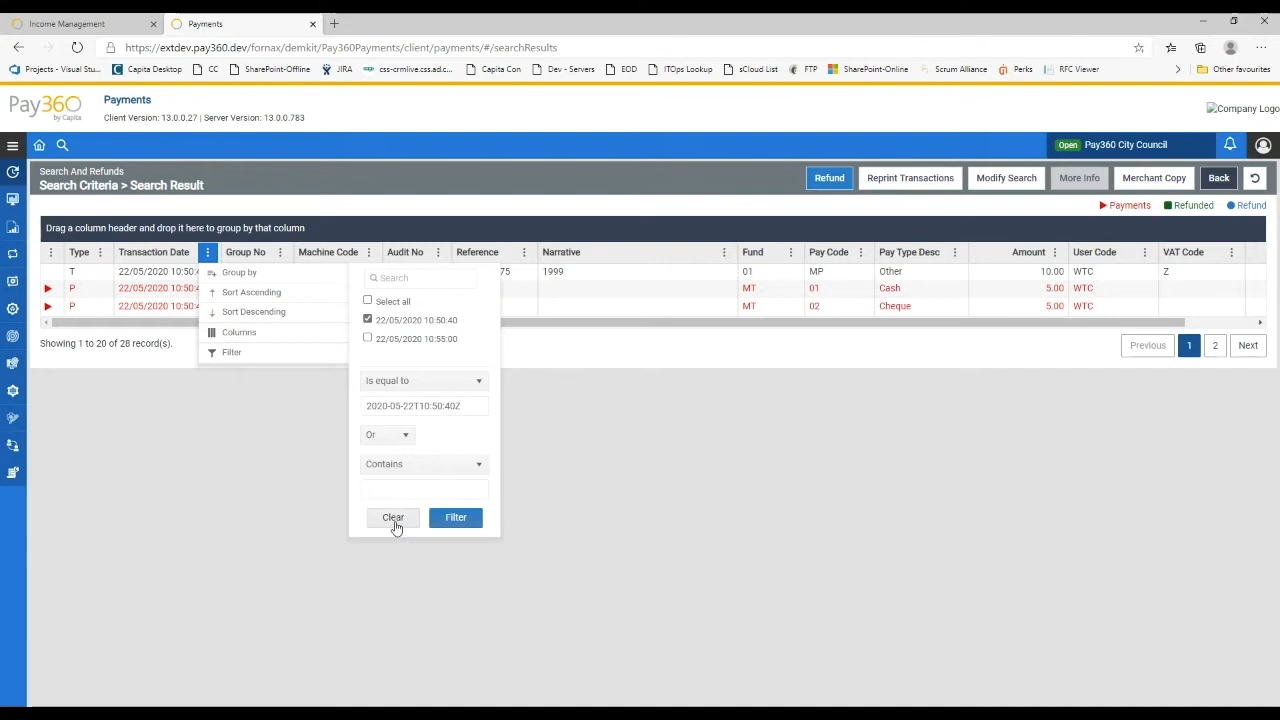 Income Management
Payments
https://extdev.pay360.dev/fornax/demkit/Pay360Payments/client/payments/#/searchResults
Projects - Visual Stu... Capita Desktop CC SharePoint-Offline JIRA css-crmlive.css.ad.c... Capita Con Dev - Servers EOD ITOps Lookup sCloud List FTP SharePoint-Online Scrum Alliance Perks RFC Viewer Other favourites
Pay360 by Capita
Payments
Client Version: 13.0.0.27 | Server Version: 13.0.0.783
Company Logo
Open Pay360 City Council
Search And Refunds
Search Criteria > Search Result
Refund Reprint Transactions Modify Search More Info Merchant Copy Back
Payments Refunded Refund
Drag a column header and drop it here to group by that column
Type Transaction Date Group No Machine Code Audit No Reference Narrative Fund Pay Code Pay Type Desc Amount User Code VAT Code
T 22/05/2020 10:50:4 75 1999 01 MP Other 10.00 WTC Z
P 22/05/2020 10:50:4 MT 01 Cash 5.00 WTC
P 22/05/2020 10:50:4 MT 02 Cheque 5.00 WTC
Showing 1 to 20 of 28 record(s).
Previous 1 2 Next
Group by
Sort Ascending
Sort Descending
Columns
Filter
Search
Select all
22/05/2020 10:50:40
22/05/2020 10:55:00
Is equal to
2020-05-22T10:50:40Z
Or
Contains
Clear Filter